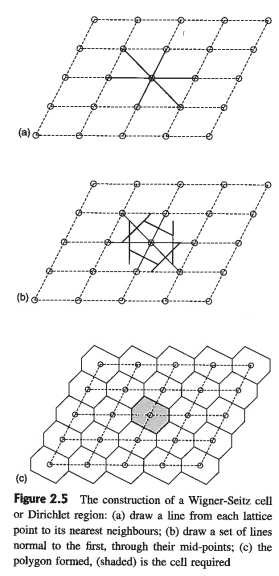 (a)
(b)
(c)
Figure 2.5 The construction of a Wigner-Seitz cell
or Dirichlet region: (a) draw a line from each lattice
point to its nearest neighbours; (b) draw a set of lines
normal to the first, through their mid-points; (c) the
polygon formed, (shaded) is the cell required